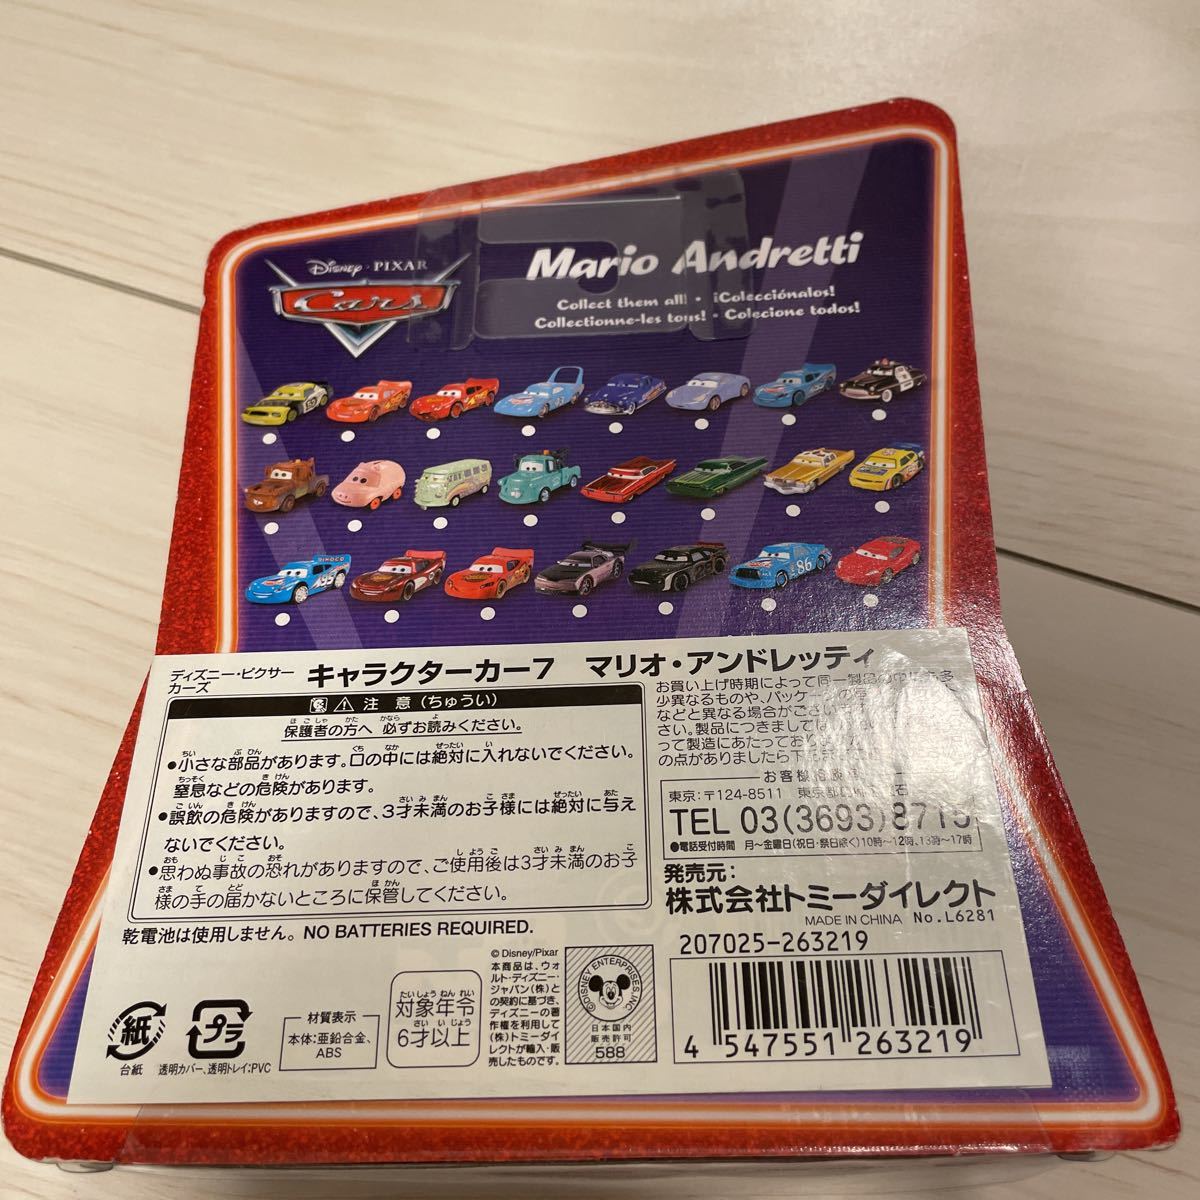 Disney · PIXAR
Cars
Mario Andretti
Collect them all! • ¡Colecciónalos!
Collectionne-les tous! • Colecione todos!
ディズニー・ピクサー
カーズ
キャラクターカー7 マリオ・アンドレッティ
注 意 (ちゅうい)
保護者の方へ 必ずお読みください。
•小さな部品があります。口の中には絶対に入れないでください。
窒息などの危険があります。
•誤飲の危険がありますので、3才未満のお子様には絶対に与え
ないでください。
•思わぬ事故の恐れがありますので、ご使用後は3才未満のお子
様の手の届かないところに保管してください。
乾電池は使用しません。 NO BATTERIES REQUIRED.
お買い上げ時期によって同一製品の中にも多
少異なるものや、パッケージの
などと異なる場合がござい
さい。製品につきましては
って製造にあたっており
の点がありましたら下
お客様相談
東京:〒124-8511 東京都
TEL 03(3693)8715
●電話受付時間 月〜金曜日(祝日・祭日除く)10時〜12時、13時〜17時
発売元:
株式会社トミーダイレクト
MADE IN CHINA No.L6281
207025-263219
4 547551 263219
紙
台紙
プラ
透明カバー、透明トレイ:PVC
材質表示
本体:亜鉛合金、
ABS
対象年令
6才以上
© Disney/Pixar
本商品は、ウォ
ルト・ディズニー・
ジャパン(株)と
の契約に基づき、
ディズニーの著
作権を利用して
(株)トミーダイ
レクトが輸入・販
売したものです。
©DISNEY ENTERPRISES, INC.
日本国内
販売許可
588